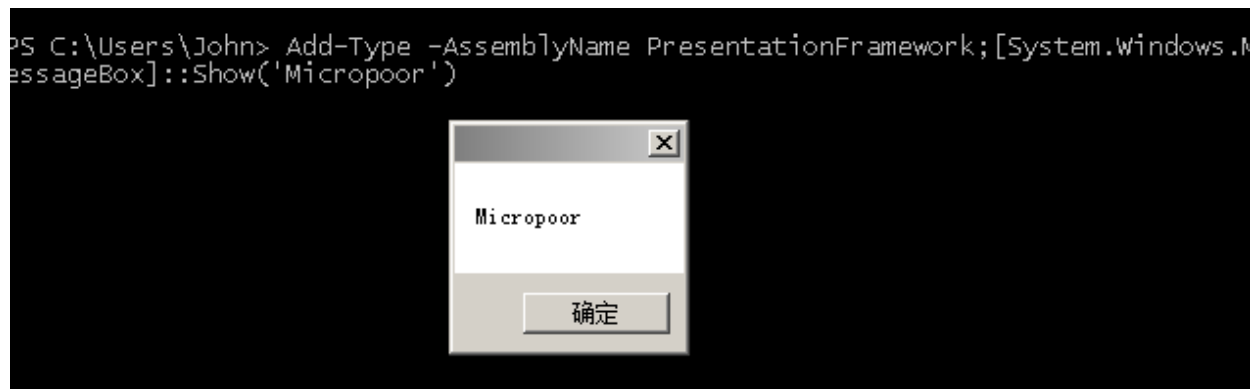 PS C:\Users\John> Add-Type -AssemblyName PresentationFramework;[System.Windows.M
essageBox]::Show('Micropoor')
Micropoor
确定